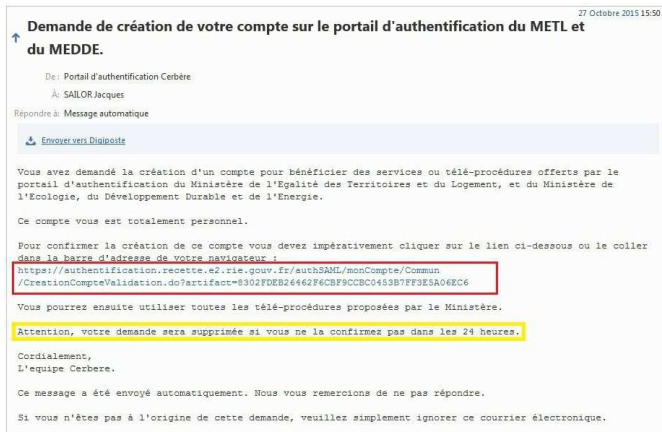 27 Octobre 2015 15:50
Demande de création de votre compte sur le portail d'authentification du METL et
du MEDDE.
De : Portail d'authentification Cerbère
À: SAILOR Jacques
Répondre à: Message automatique
Envoyer vers Digiposte
Vous avez demandé la création d'un compte pour bénéficier des services ou télé-procédures offerts par le
portail d'authentification du Ministère de l'Egalité des Territoires et du Logement, et du Ministère de
l'Ecologie, du Développement Durable et de l'Energie.
Ce compte vous est totalement personnel.
Pour confirmer la création de ce compte vous devez impérativement cliquer sur le lien ci-dessous ou le coller
dans la barre d'adresse de votre navigateur :
https://authentification.recette.e2.rie.gouv.fr/authSAML/monCompte/Commun
/CreationCompteValidation.do?artifact=8302FDEB26462F6CBF9CCBC0453B7FF3E5A06EC6
Vous pourrez ensuite utiliser toutes les télé-procédures proposées par le Ministère.
Attention, votre demande sera supprimée si vous ne la confirmez pas dans les 24 heures.
Cordialement,
L'equipe Cerbere.
Ce message a été envoyé automatiquement. Nous vous remercions de ne pas répondre.
Si vous n'êtes pas à l'origine de cette demande, veuillez simplement ignorer ce courrier électronique.